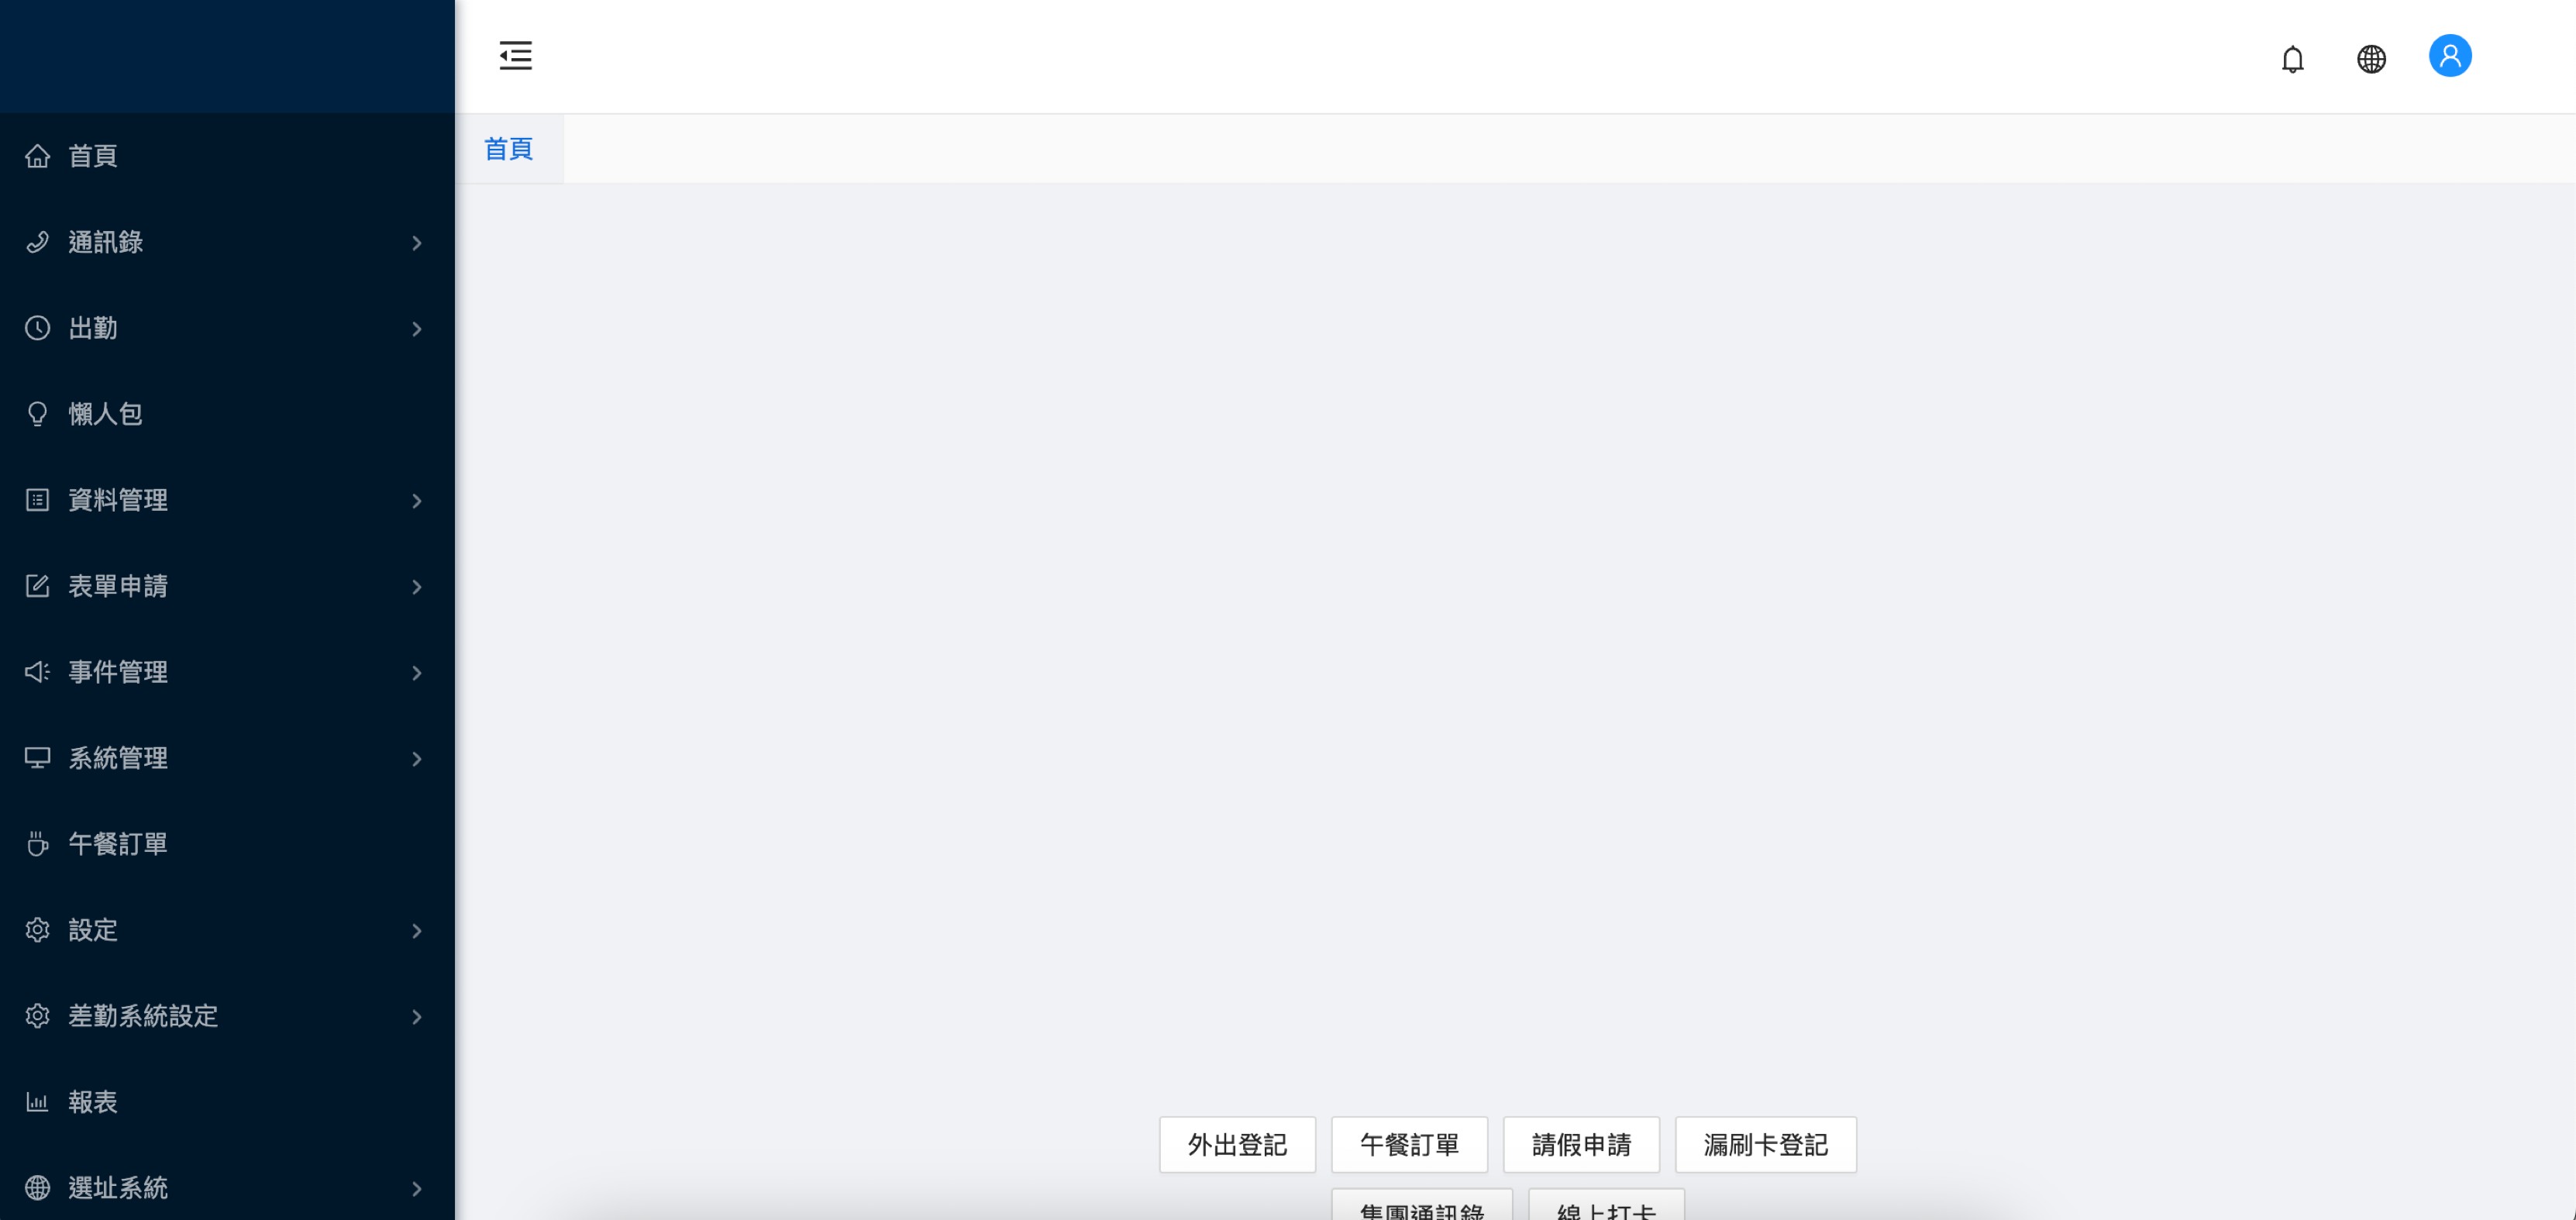 首頁
通訊錄
出勤
懶人包
資料管理
表單申請
事件管理
系統管理
午餐訂單
設定
差勤系統設定
報表
選址系統
首頁
外出登記 午餐訂單 請假申請 漏刷卡登記
集團通訊錄 線上打卡